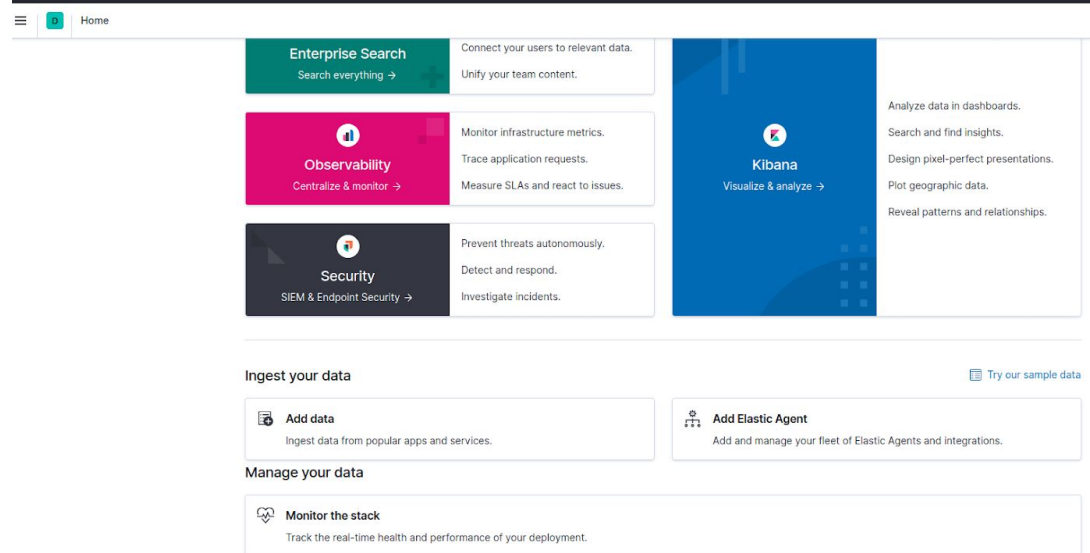 D Home
Enterprise Search
Search everything →
Connect your users to relevant data.
Unify your team content.
Observability
Centralize & monitor →
Monitor infrastructure metrics.
Trace application requests.
Measure SLAs and react to issues.
Security
SIEM & Endpoint Security →
Prevent threats autonomously.
Detect and respond.
Investigate incidents.
Kibana
Visualize & analyze →
Analyze data in dashboards.
Search and find insights.
Design pixel-perfect presentations.
Plot geographic data.
Reveal patterns and relationships.
Ingest your data
Try our sample data
Add data
Ingest data from popular apps and services.
Add Elastic Agent
Add and manage your fleet of Elastic Agents and integrations.
Manage your data
Monitor the stack
Track the real-time health and performance of your deployment.